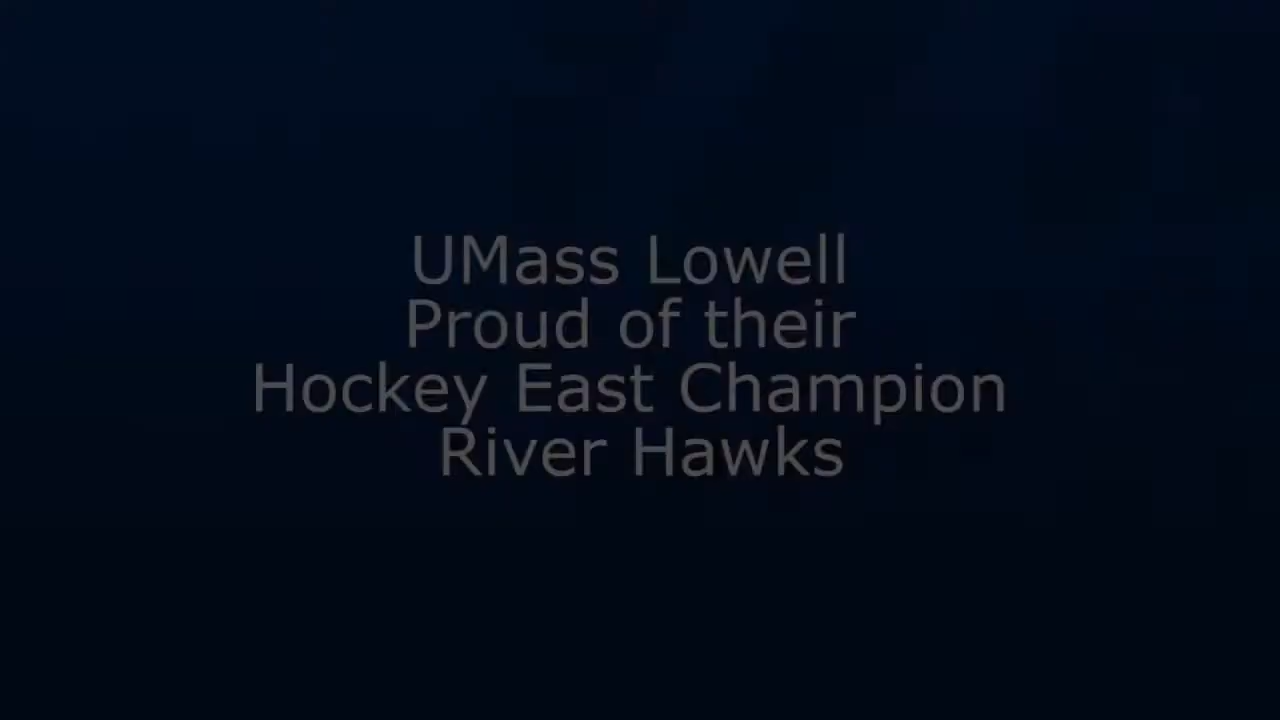 UMass Lowell
Proud of their
Hockey East Champion
River Hawks